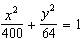 x²/400 + y²/64 = 1